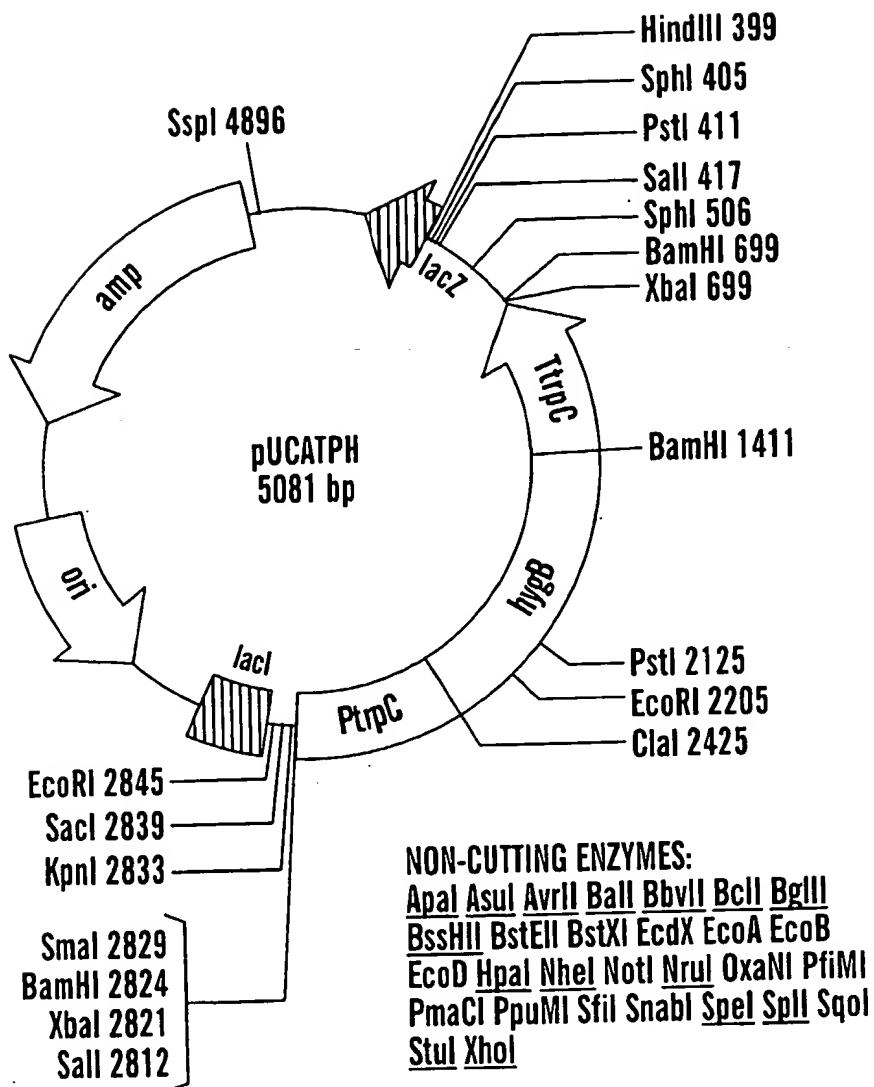 HindIII 399
SphI 405
SspI 4896
PstI 411
SalI 417
SphI 506
BamHI 699
XbaI 699
lacZ
amp
TtrpC
pUCATPH
5081 bp
BamHI 1411
hygB
ori
lacI
PtrpC
PstI 2125
EcoRI 2205
ClaI 2425
EcoRI 2845
SacI 2839
KpnI 2833
SmaI 2829
BamHI 2824
XbaI 2821
SalI 2812
NON-CUTTING ENZYMES:
ApaI AsuI AvrII BalI BbvII BclI BglII
BssHII BstEII BstXI EcdX EcoA EcoB
EcoD HpaI NheI NotI NruI OxaNI PfiMI
PmaCI PpuMI SfiI SnabI SpeI SplI SqoI
StuI XhoI